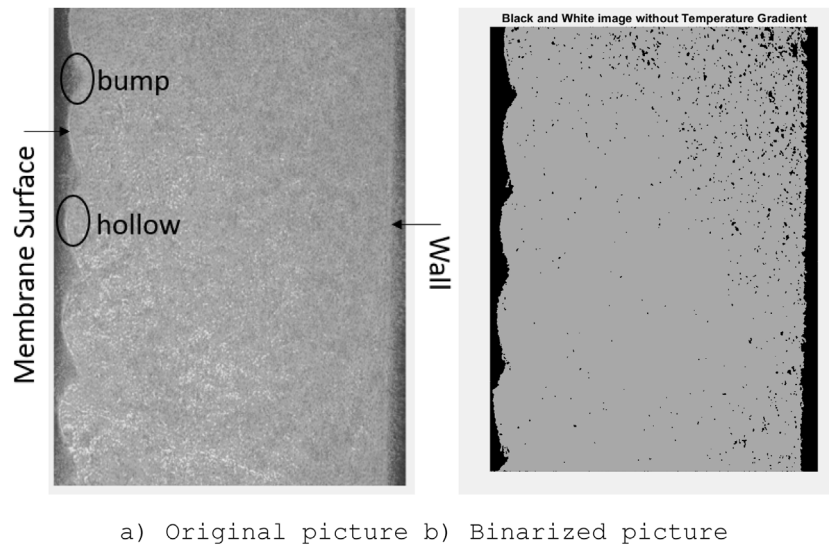 Black and White image without Temperature Gradient
bump
Membrane Surface
hollow
Wall
a) Original picture b) Binarized picture